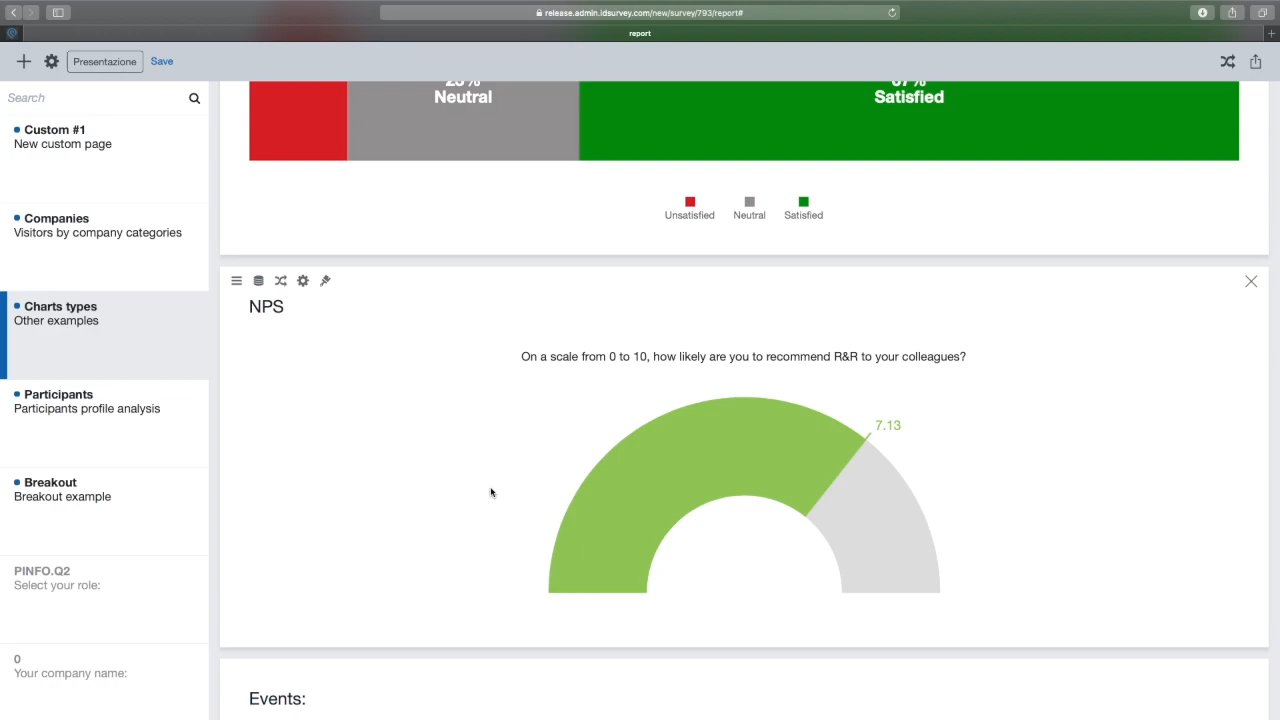 release.admin.idsurvey.com/new/survey/793/report#
report
Presentazione
Save
Search
Custom #1
New custom page
Companies
Visitors by company categories
Charts types
Other examples
Participants
Participants profile analysis
Breakout
Breakout example
PINFO.Q2
Select your role:
0
Your company name:
Neutral
Satisfied
Unsatisfied
Neutral
Satisfied
NPS
On a scale from 0 to 10, how likely are you to recommend R&R to your colleagues?
7.13
Events: